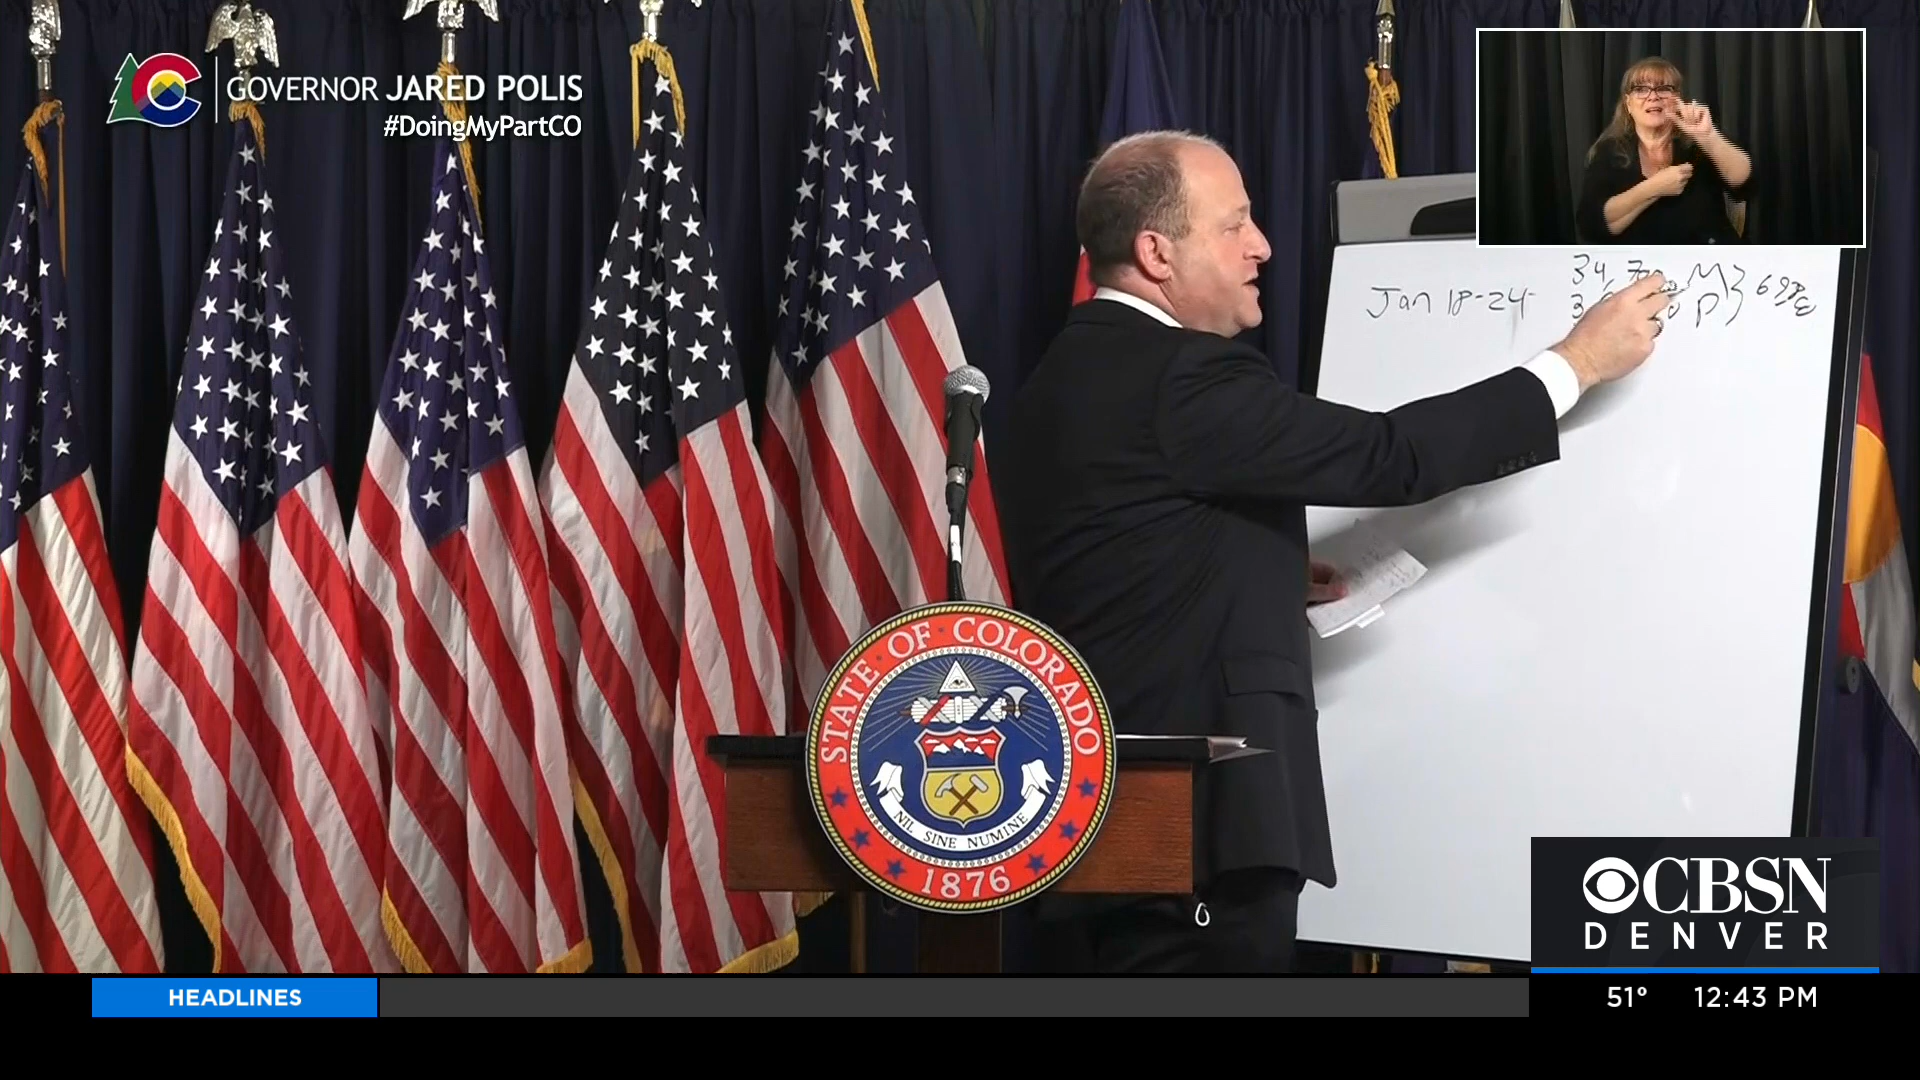 GOVERNOR JARED POLIS
#DoingMyPartCO
Jan 18-24
34,700 M
P
STATE OF COLORADO
NIL SINE NUMINE
1876
CBSN
DENVER
HEADLINES
51° 12:43 PM